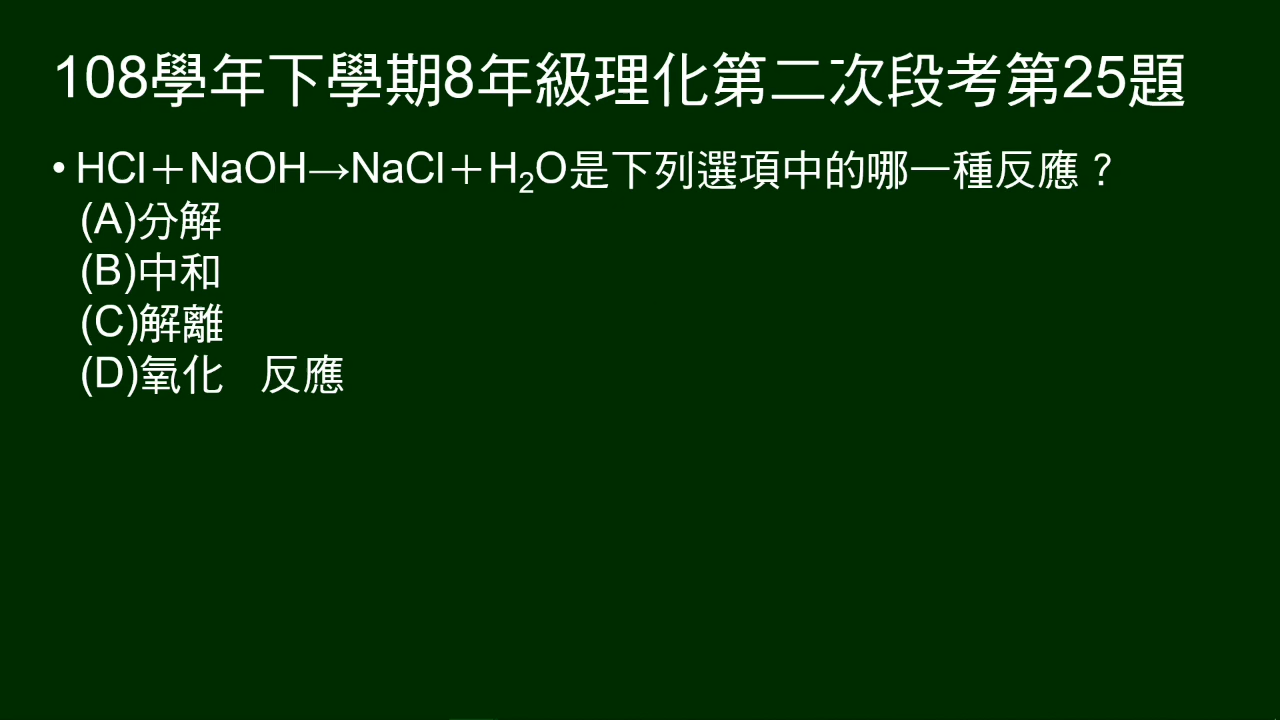 108學年下學期8年級理化第二次段考第25題
• HCl＋NaOH→NaCl＋H₂O是下列選項中的哪一種反應？
(A)分解
(B)中和
(C)解離
(D)氧化　反應